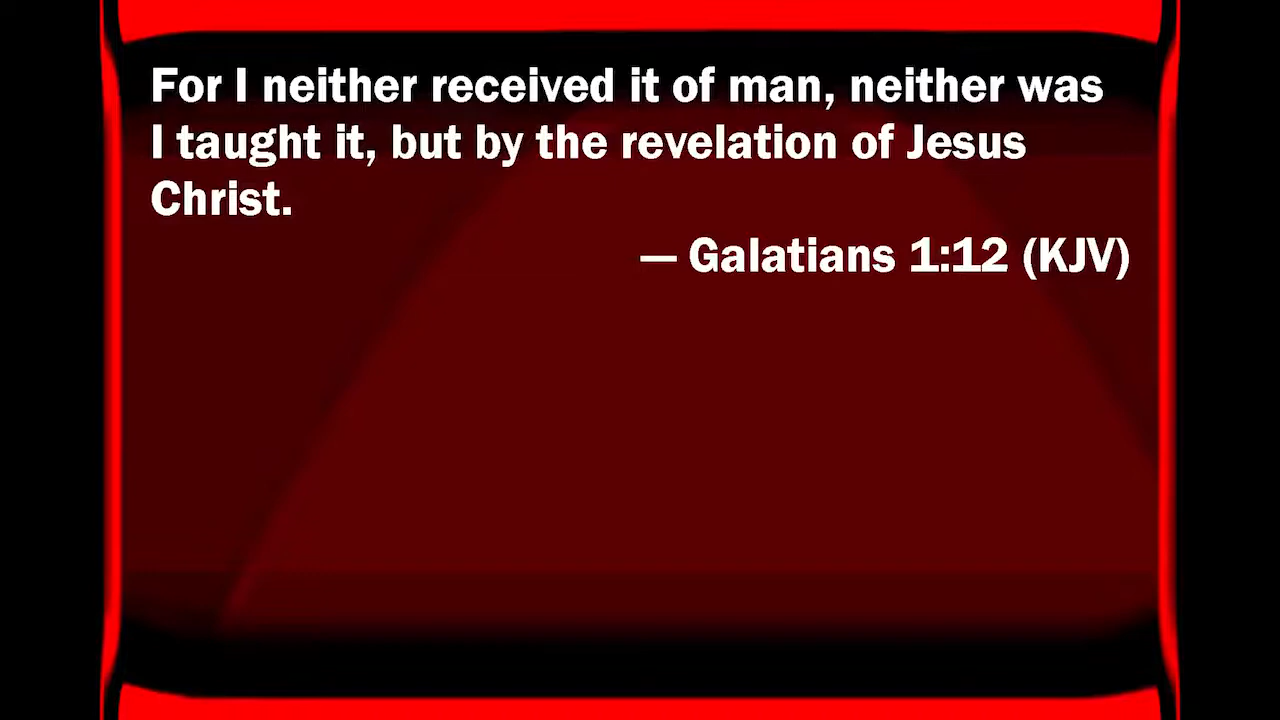 For I neither received it of man, neither was
I taught it, but by the revelation of Jesus
Christ.
— Galatians 1:12 (KJV)